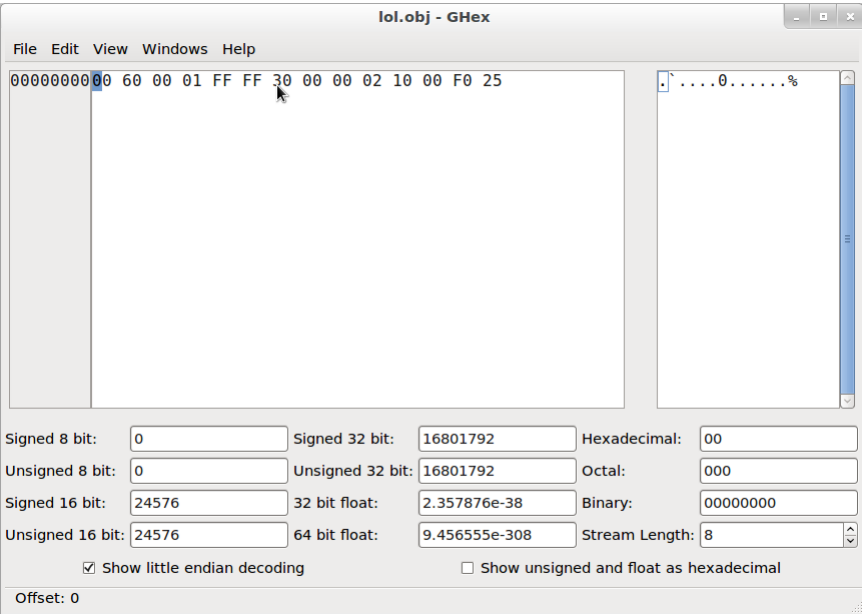 lol.obj - GHex
File Edit View Windows Help
00000000 00 60 00 01 FF FF 30 00 00 02 10 00 F0 25 .`....0......%
Signed 8 bit: 0 Signed 32 bit: 16801792 Hexadecimal: 00
Unsigned 8 bit: 0 Unsigned 32 bit: 16801792 Octal: 000
Signed 16 bit: 24576 32 bit float: 2.357876e-38 Binary: 00000000
Unsigned 16 bit: 24576 64 bit float: 9.456555e-308 Stream Length: 8
Show little endian decoding Show unsigned and float as hexadecimal
Offset: 0